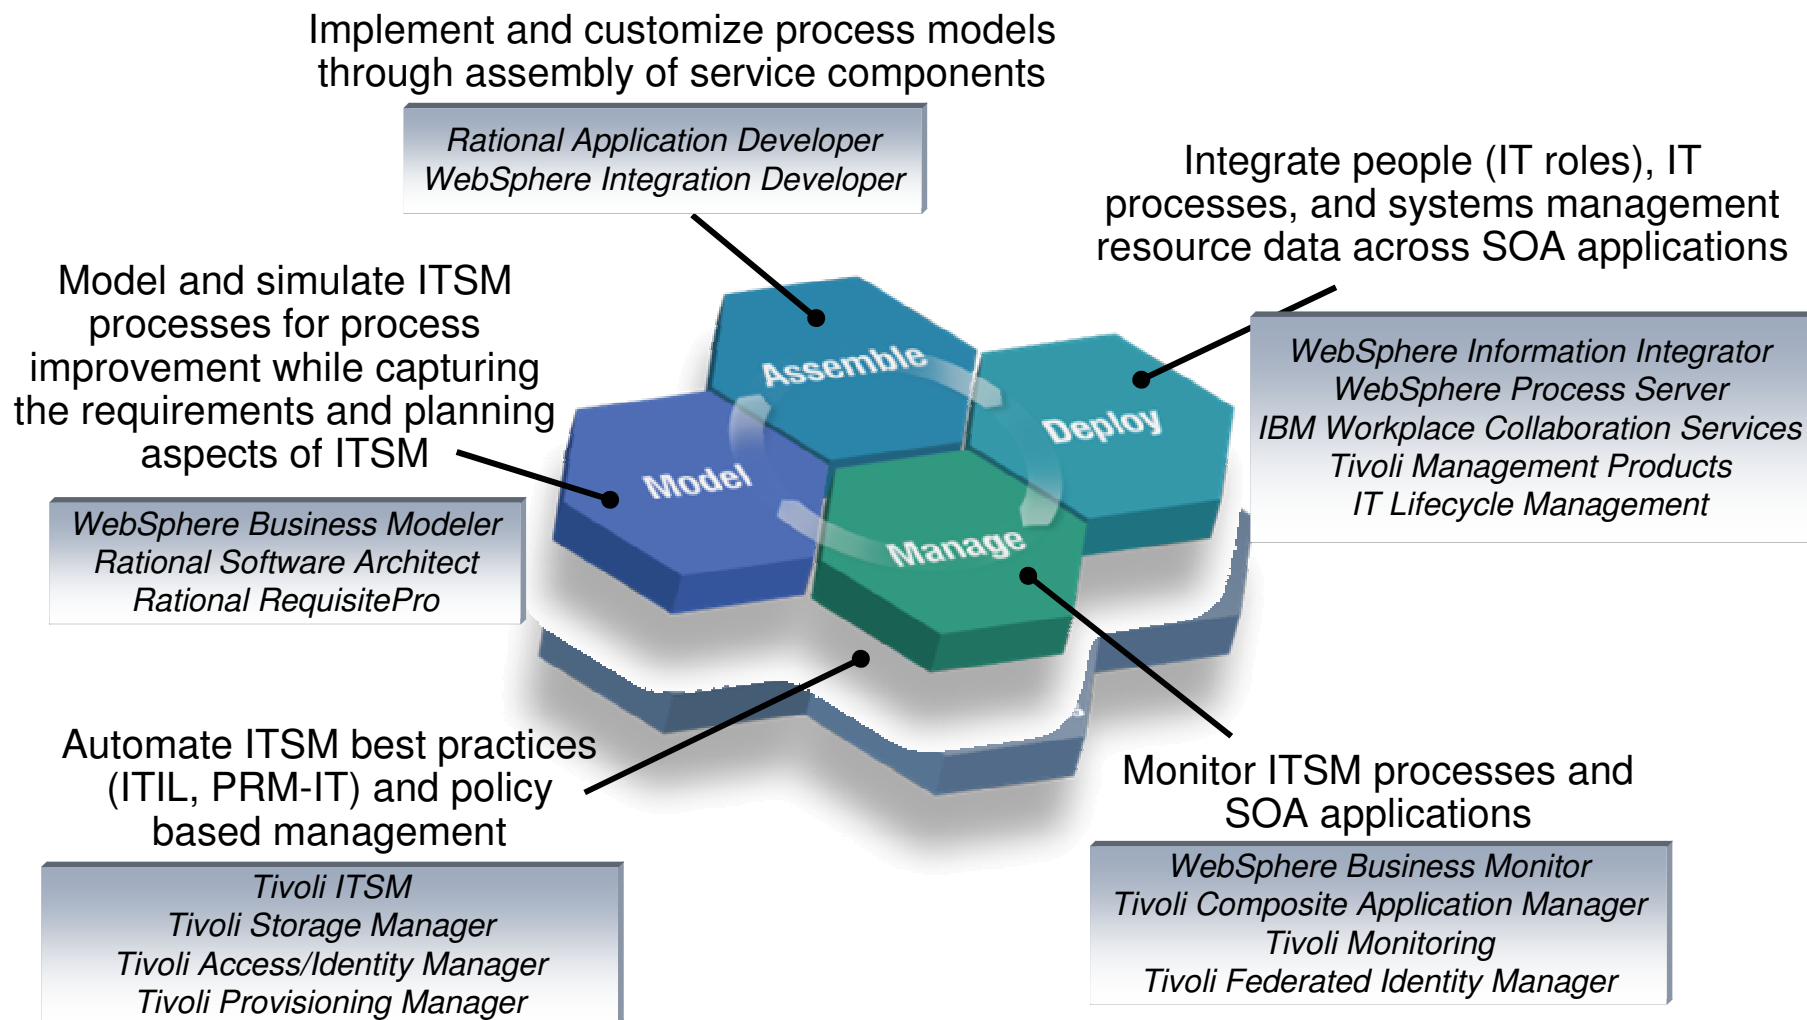 Implement and customize process models
through assembly of service components
Rational Application Developer
WebSphere Integration Developer
Integrate people (IT roles), IT
processes, and systems management
resource data across SOA applications
WebSphere Information Integrator
WebSphere Process Server
IBM Workplace Collaboration Services
Tivoli Management Products
IT Lifecycle Management
Model and simulate ITSM
processes for process
improvement while capturing
the requirements and planning
aspects of ITSM
WebSphere Business Modeler
Rational Software Architect
Rational RequisitePro
Assemble
Deploy
Model
Manage
Automate ITSM best practices
(ITIL, PRM-IT) and policy
based management
Tivoli ITSM
Tivoli Storage Manager
Tivoli Access/Identity Manager
Tivoli Provisioning Manager
Monitor ITSM processes and
SOA applications
WebSphere Business Monitor
Tivoli Composite Application Manager
Tivoli Monitoring
Tivoli Federated Identity Manager